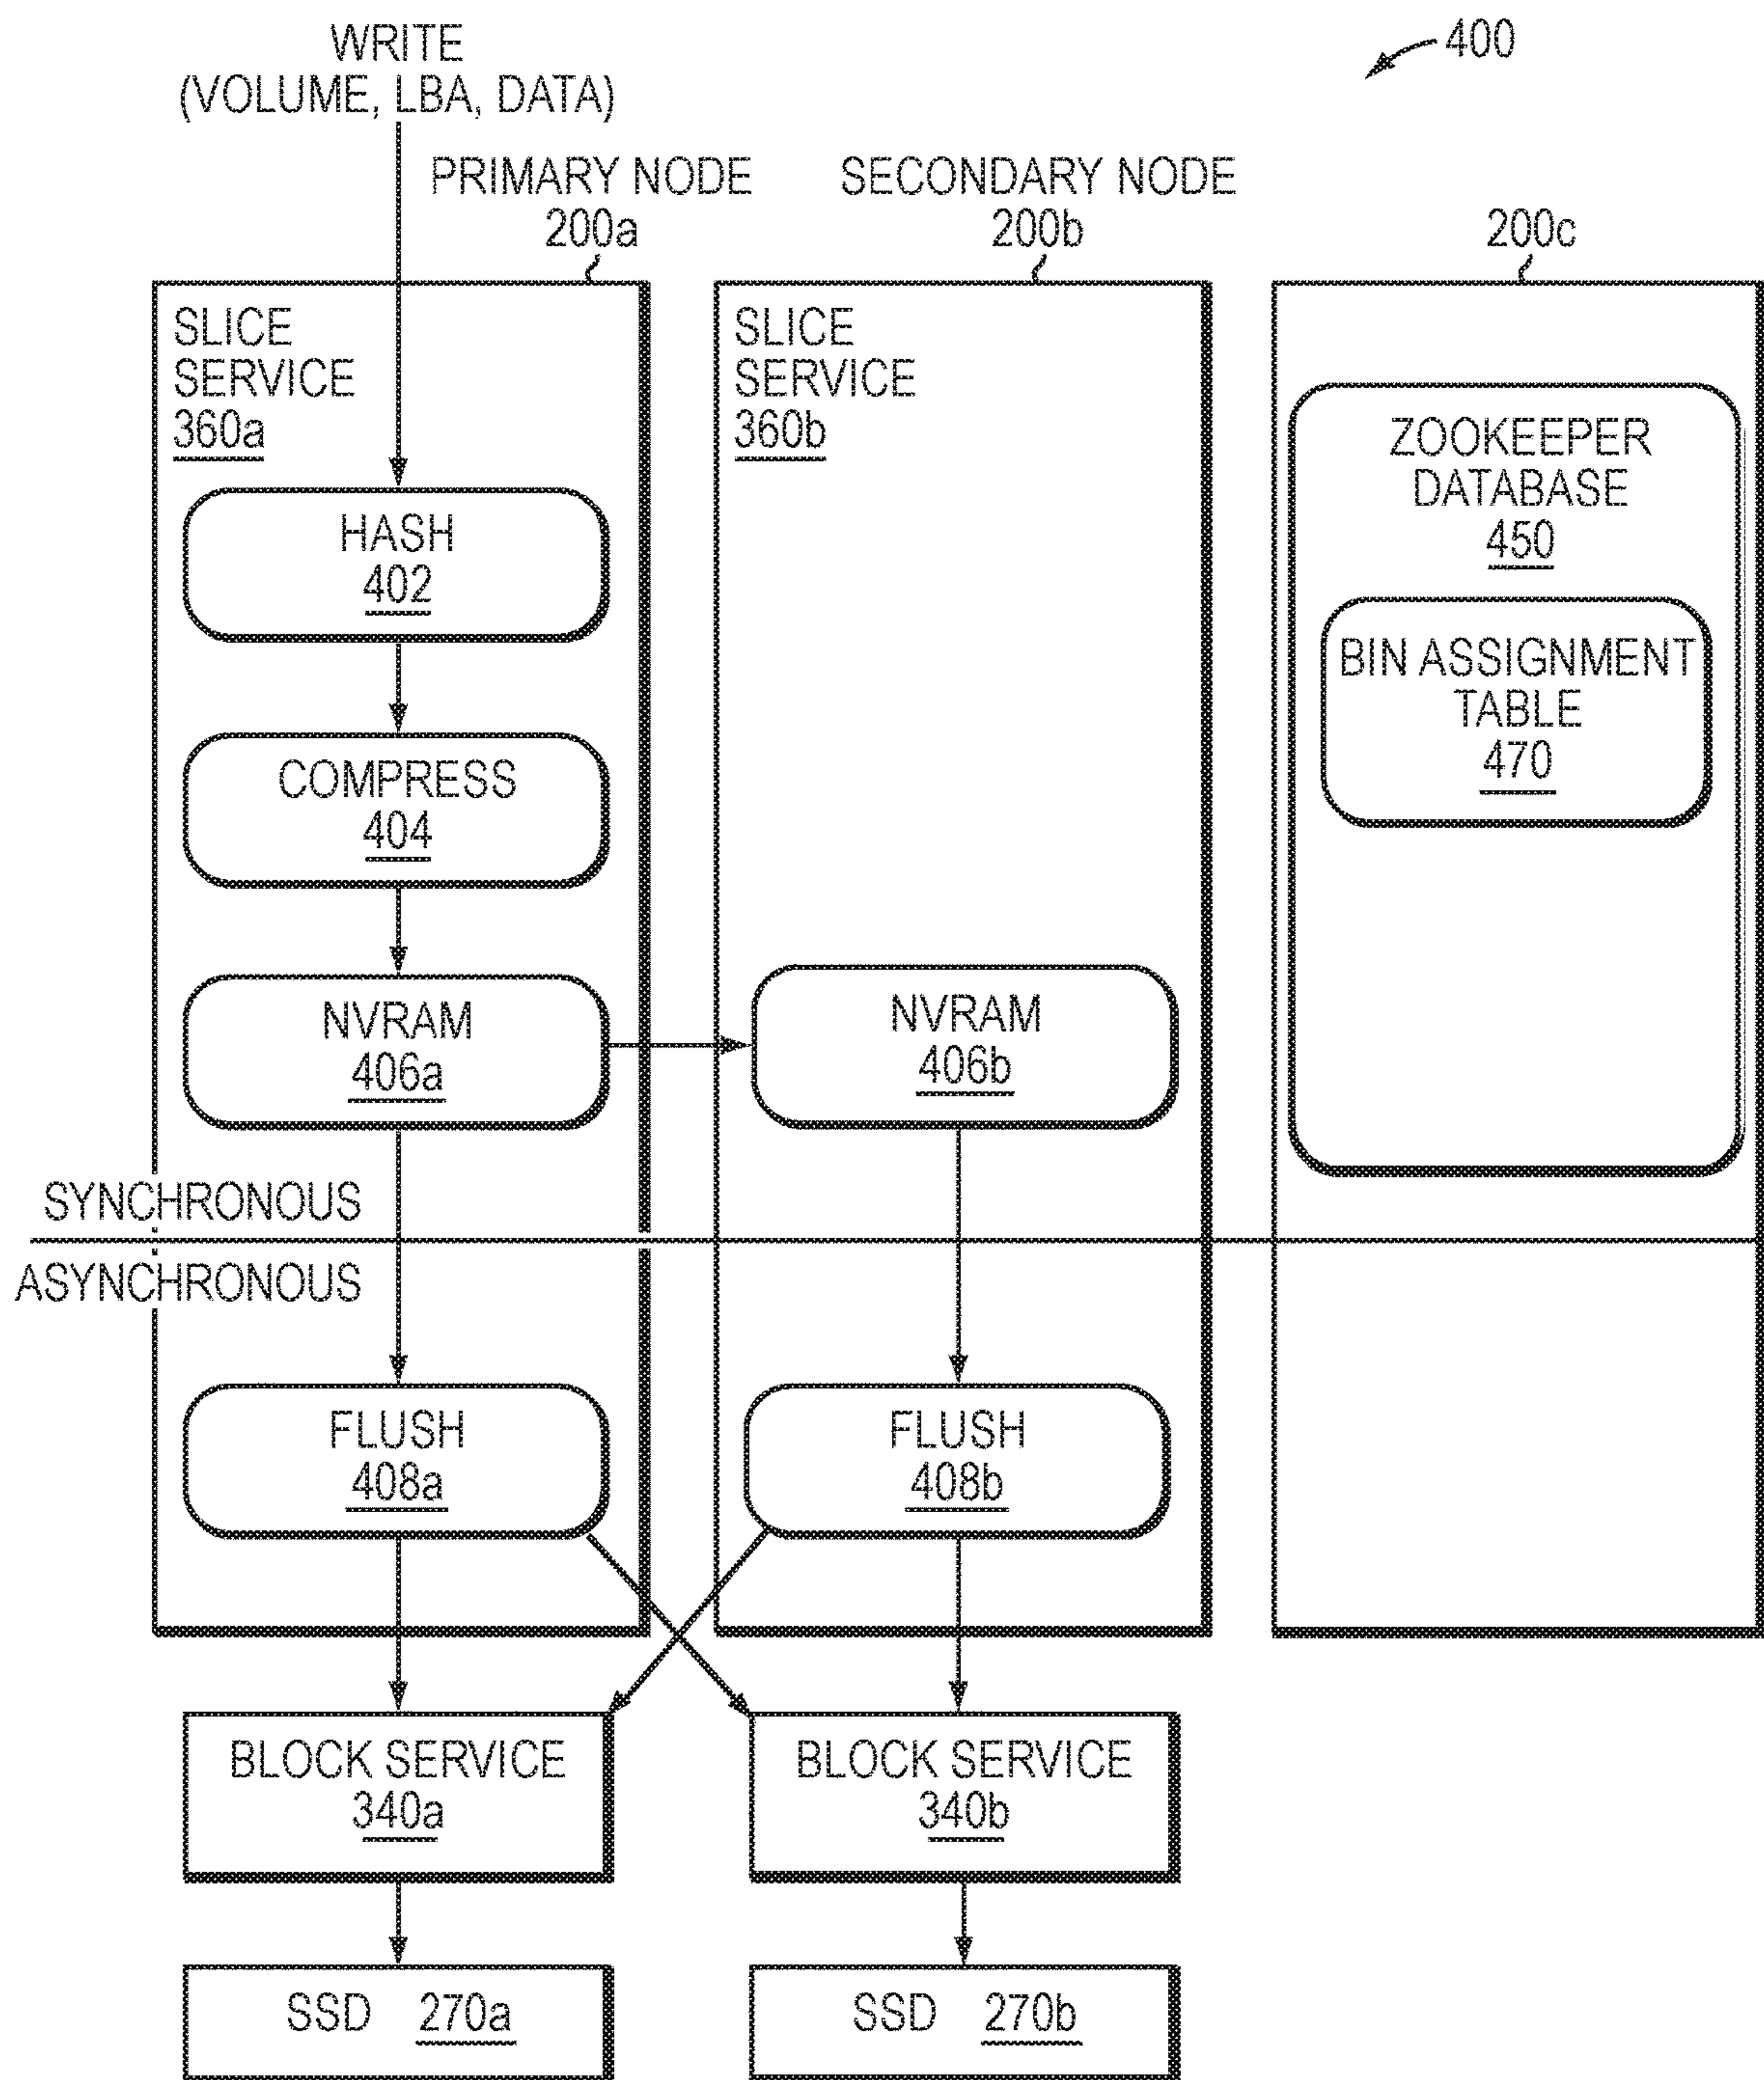 WRITE
(VOLUME, LBA, DATA)
400
PRIMARY NODE
200a
SECONDARY NODE
200b
200c
SLICE
SERVICE
360a
SLICE
SERVICE
360b
ZOOKEEPER
DATABASE
450
HASH
402
BIN ASSIGNMENT
TABLE
470
COMPRESS
404
NVRAM
406a
NVRAM
406b
SYNCHRONOUS
ASYNCHRONOUS
FLUSH
408a
FLUSH
408b
BLOCK SERVICE
340a
BLOCK SERVICE
340b
SSD 270a
SSD 270b